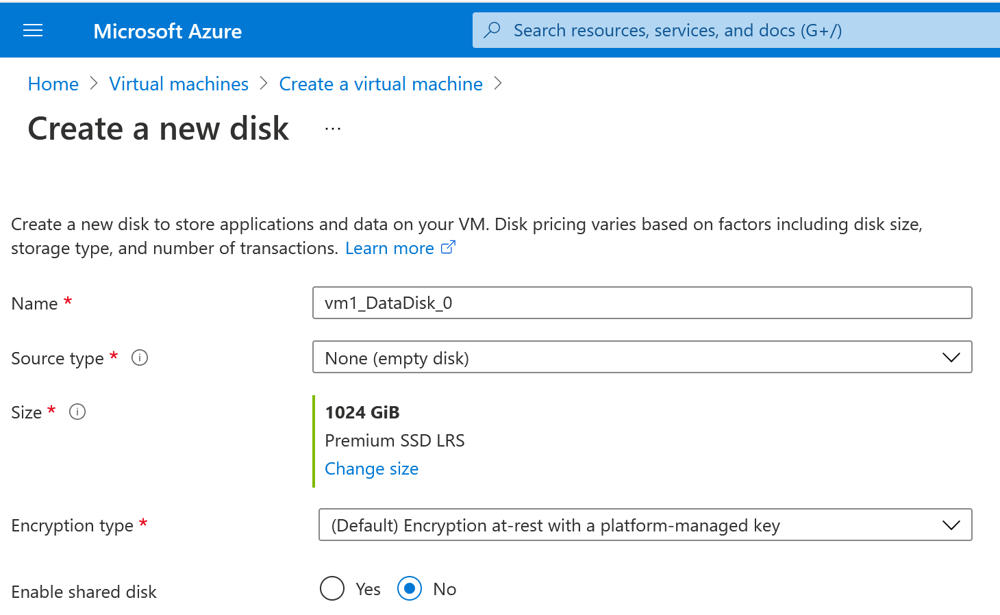 Microsoft Azure
Search resources, services, and docs (G+/)
Home > Virtual machines > Create a virtual machine >
Create a new disk ...
Create a new disk to store applications and data on your VM. Disk pricing varies based on factors including disk size,
storage type, and number of transactions. Learn more
Name *
vm1_DataDisk_0
Source type *
None (empty disk)
Size *
1024 GiB
Premium SSD LRS
Change size
Encryption type *
(Default) Encryption at-rest with a platform-managed key
Enable shared disk
Yes
No